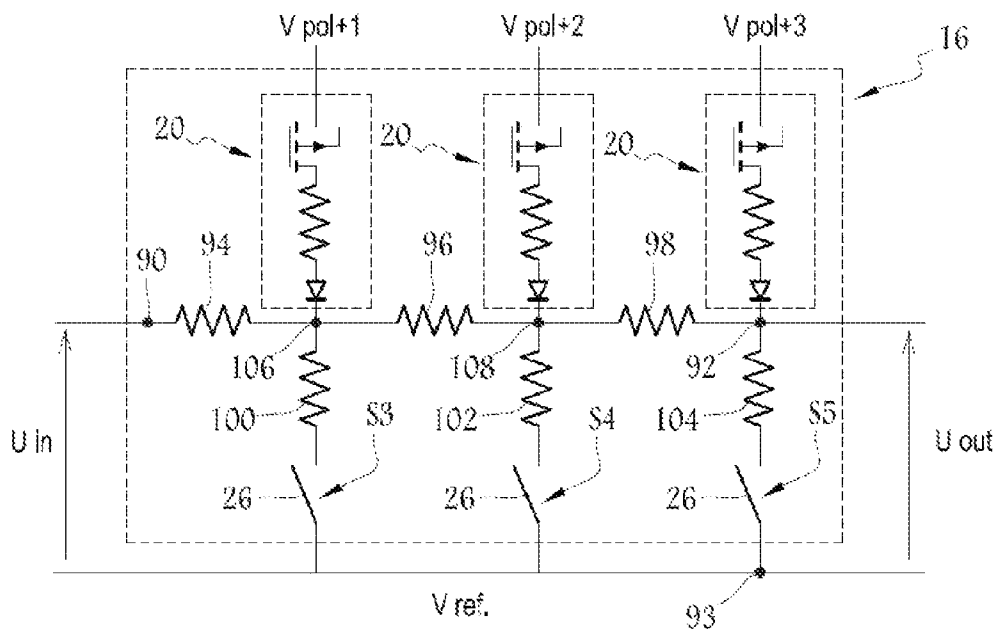 V pol+1 V pol+2 V pol+3
16
20 20 20
94 96 98
90
106 108 92
100 102 104
S3 S4 S5
U in U out
26 26 26
V ref.
93